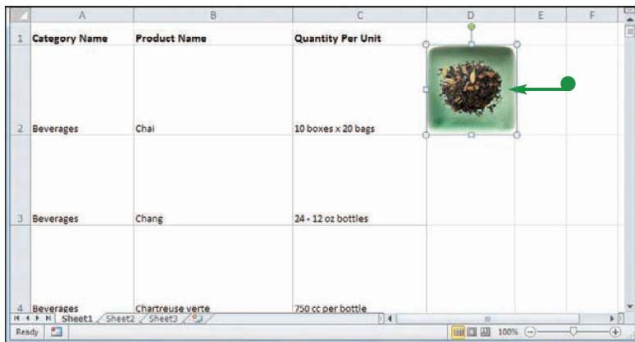 A B C D E F
1 Category Name Product Name Quantity Per Unit
2 Beverages Chai 10 boxes x 20 bags
3 Beverages Chang 24 - 12 oz bottles
4 Beverages Chartreuse verte 750 cc per bottle
Sheet1 Sheet2 Sheet3
Ready 100%